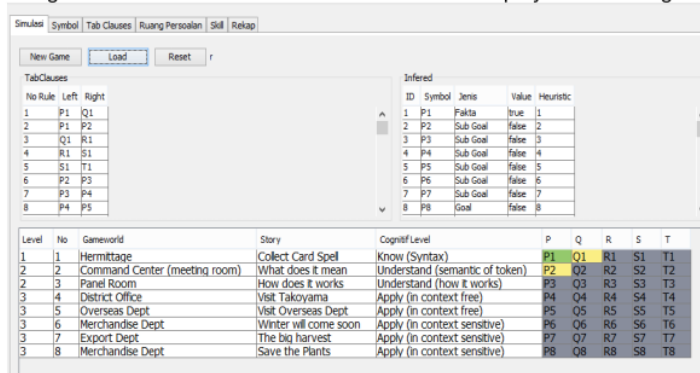 Simulasi Symbol Tab Clauses Ruang Persoalan Skill Rekap
New Game Load Reset r
TabClauses
No Rule Left Right
1 P1 Q1
2 P1 P2
3 Q1 R1
4 R1 S1
5 S1 T1
6 P2 P3
7 P3 P4
8 P4 P5
Infered
ID Symbol Jenis Value Heuristic
1 P1 Fakta true 1
2 P2 Sub Goal false 2
3 P3 Sub Goal false 3
4 P4 Sub Goal false 4
5 P5 Sub Goal false 5
6 P6 Sub Goal false 6
7 P7 Sub Goal false 7
8 P8 Goal false 8
Level No Gameworld Story Cognitif Level P Q R S T
1 1 Hermittage Collect Card Spell Know (Syntax) P1 Q1 R1 S1 T1
2 2 Command Center (meeting room) What does it mean Understand (semantic of token) P2 Q2 R2 S2 T2
2 3 Panel Room How does it works Understand (how it works) P3 Q3 R3 S3 T3
3 4 District Office Visit Takoyama Apply (in context free) P4 Q4 R4 S4 T4
3 5 Overseas Dept Visit Overseas Dept Apply (in context free) P5 Q5 R5 S5 T5
3 6 Merchandise Dept Winter will come soon Apply (in context sensitive) P6 Q6 R6 S6 T6
3 7 Export Dept The big harvest Apply (in context sensitive) P7 Q7 R7 S7 T7
3 8 Merchandise Dept Save the Plants Apply (in context sensitive) P8 Q8 R8 S8 T8